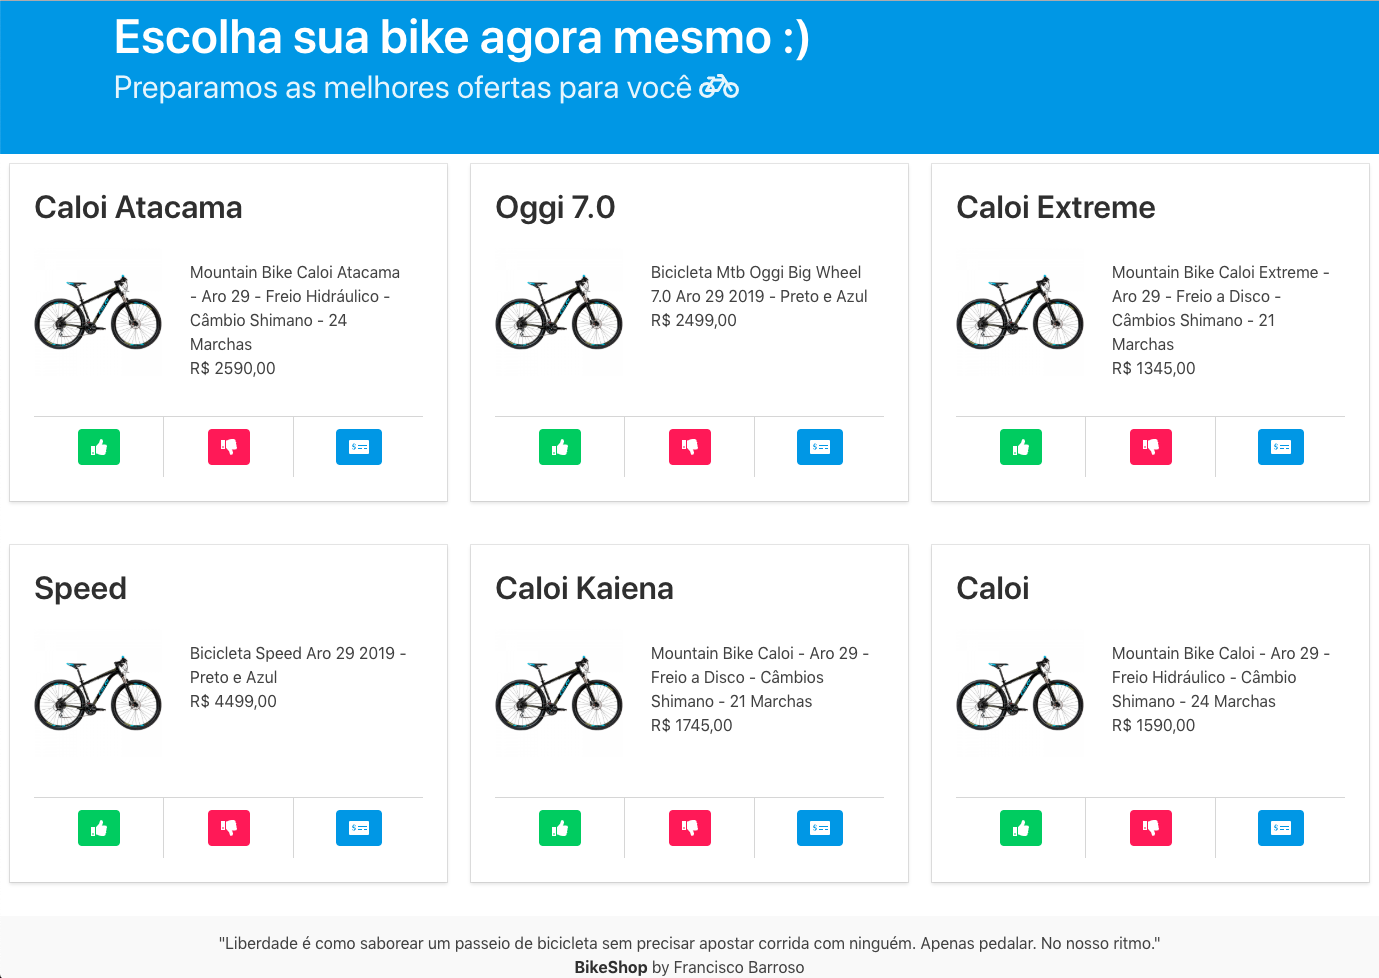 Escolha sua bike agora mesmo :)
Preparamos as melhores ofertas para você
Caloi Atacama
Mountain Bike Caloi Atacama
- Aro 29 - Freio Hidráulico -
Câmbio Shimano - 24
Marchas
R$ 2590,00
Oggi 7.0
Bicicleta Mtb Oggi Big Wheel
7.0 Aro 29 2019 - Preto e Azul
R$ 2499,00
Caloi Extreme
Mountain Bike Caloi Extreme -
Aro 29 - Freio a Disco -
Câmbios Shimano - 21
Marchas
R$ 1345,00
Speed
Bicicleta Speed Aro 29 2019 -
Preto e Azul
R$ 4499,00
Caloi Kaiena
Mountain Bike Caloi - Aro 29 -
Freio a Disco - Câmbios
Shimano - 21 Marchas
R$ 1745,00
Caloi
Mountain Bike Caloi - Aro 29 -
Freio Hidráulico - Câmbio
Shimano - 24 Marchas
R$ 1590,00
"Liberdade é como saborear um passeio de bicicleta sem precisar apostar corrida com ninguém. Apenas pedalar. No nosso ritmo."
BikeShop by Francisco Barroso